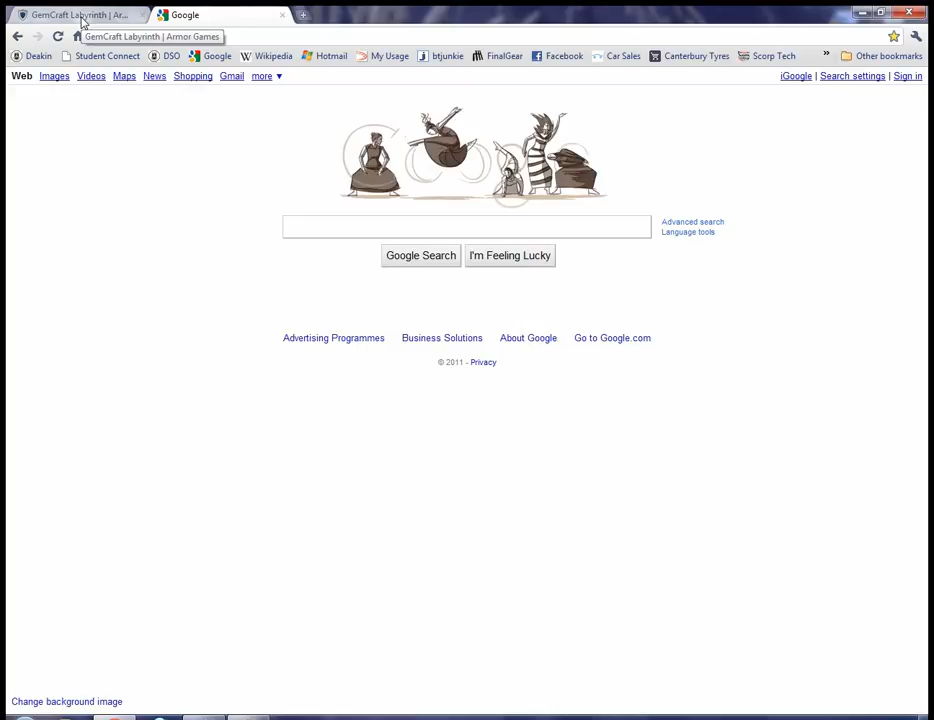 GemCraft Labyrinth | Ar...
Google
GemCraft Labyrinth | Armor Games
Deakin Student Connect DSO Google Wikipedia Hotmail My Usage btjunkie FinalGear Facebook Car Sales Canterbury Tyres Scorp Tech » Other bookmarks
Web Images Videos Maps News Shopping Gmail more ▼ iGoogle | Search settings | Sign in
Advanced search
Language tools
Google Search I'm Feeling Lucky
Advertising Programmes Business Solutions About Google Go to Google.com
© 2011 - Privacy
Change background image